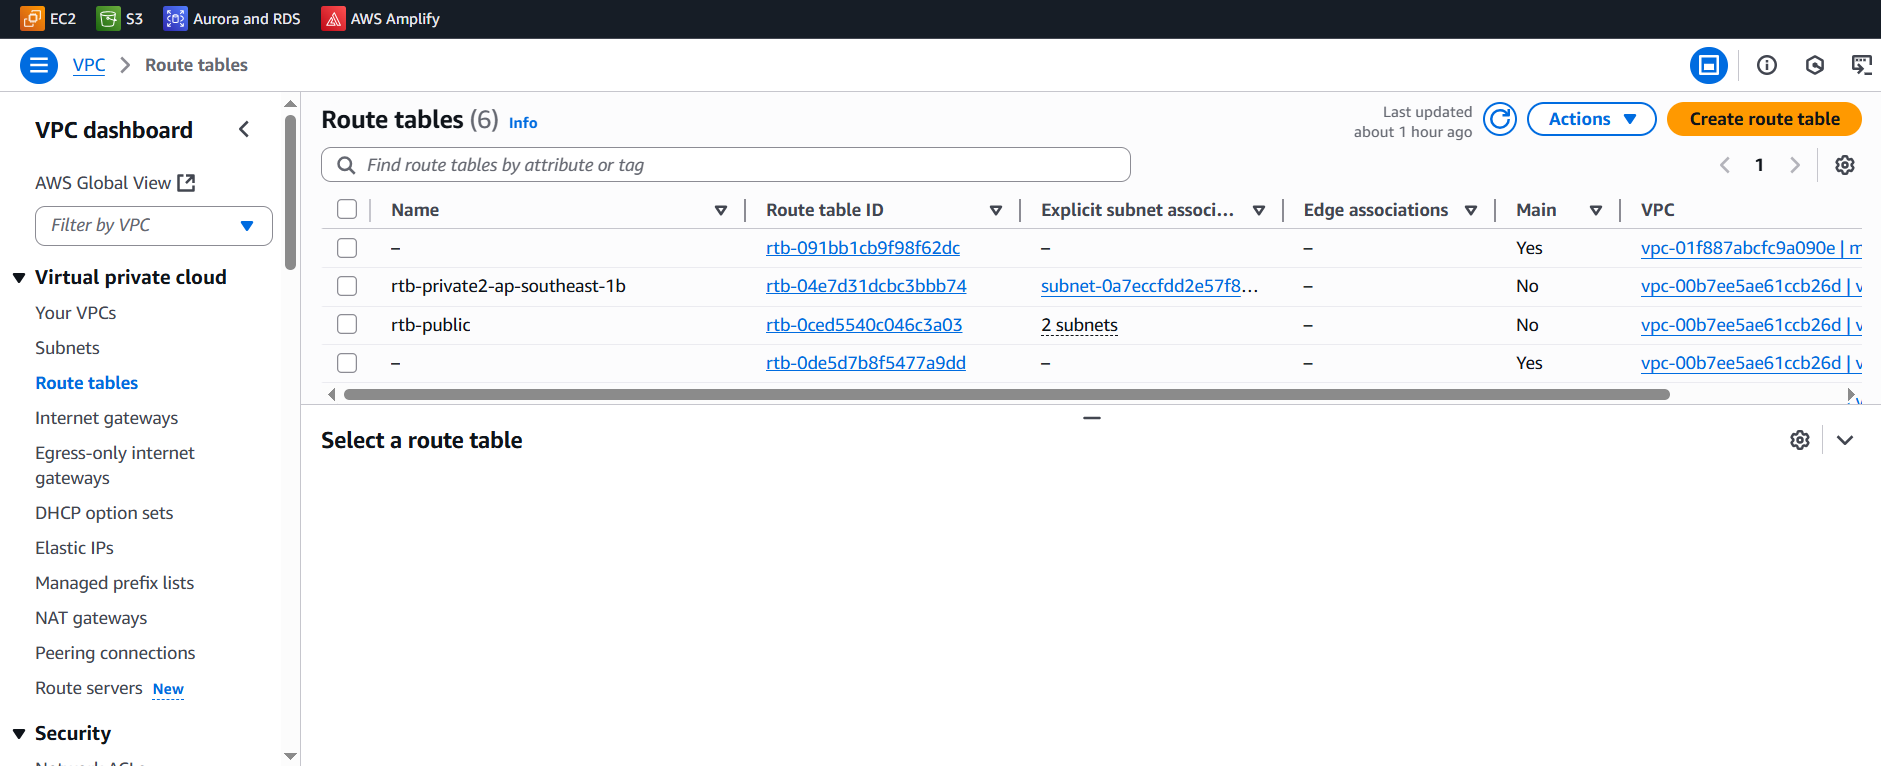 EC2 S3 Aurora and RDS AWS Amplify
VPC Route tables
VPC dashboard
AWS Global View
Filter by VPC
Virtual private cloud
Your VPCs
Subnets
Route tables
Internet gateways
Egress-only internet
gateways
DHCP option sets
Elastic IPs
Managed prefix lists
NAT gateways
Peering connections
Route servers New
Security
Route tables (6) Info
Last updated
about 1 hour ago
Actions
Create route table
Find route tables by attribute or tag
1
Name Route table ID Explicit subnet associ... Edge associations Main VPC
– rtb-091bb1cb9f98f62dc – – Yes vpc-01f887abcfc9a090e | m
rtb-private2-ap-southeast-1b rtb-04e7d31dcbc3bbb74 subnet-0a7eccfdd2e57f8... – No vpc-00b7ee5ae61ccb26d | v
rtb-public rtb-0ced5540c046c3a03 2 subnets – No vpc-00b7ee5ae61ccb26d | v
– rtb-0de5d7b8f5477a9dd – – Yes vpc-00b7ee5ae61ccb26d | v
Select a route table